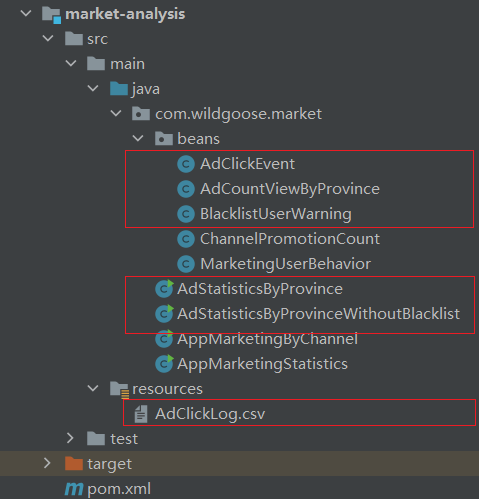 market-analysis
src
main
java
com.wildgoose.market
beans
AdClickEvent
AdCountViewByProvince
BlacklistUserWarning
ChannelPromotionCount
MarketingUserBehavior
AdStatisticsByProvince
AdStatisticsByProvinceWithoutBlacklist
AppMarketingByChannel
AppMarketingStatistics
resources
AdClickLog.csv
test
target
pom.xml